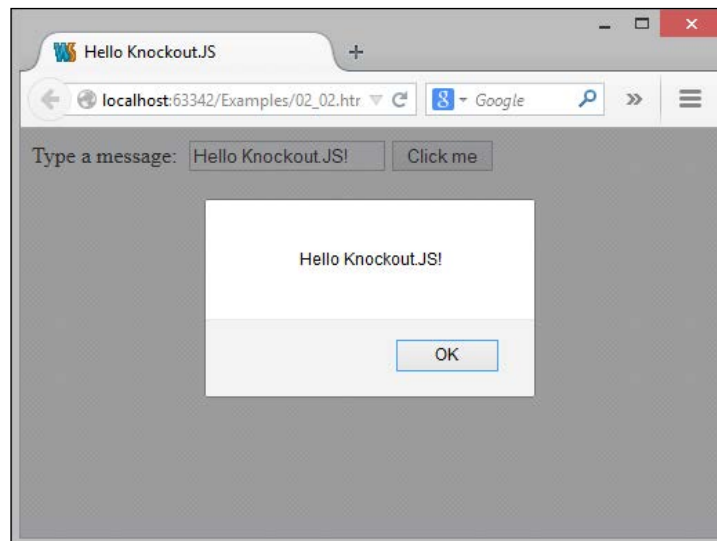 Hello Knockout.JS
localhost:63342/Examples/02_02.htr
Google
Type a message: Hello Knockout.JS! Click me
Hello Knockout.JS!
OK